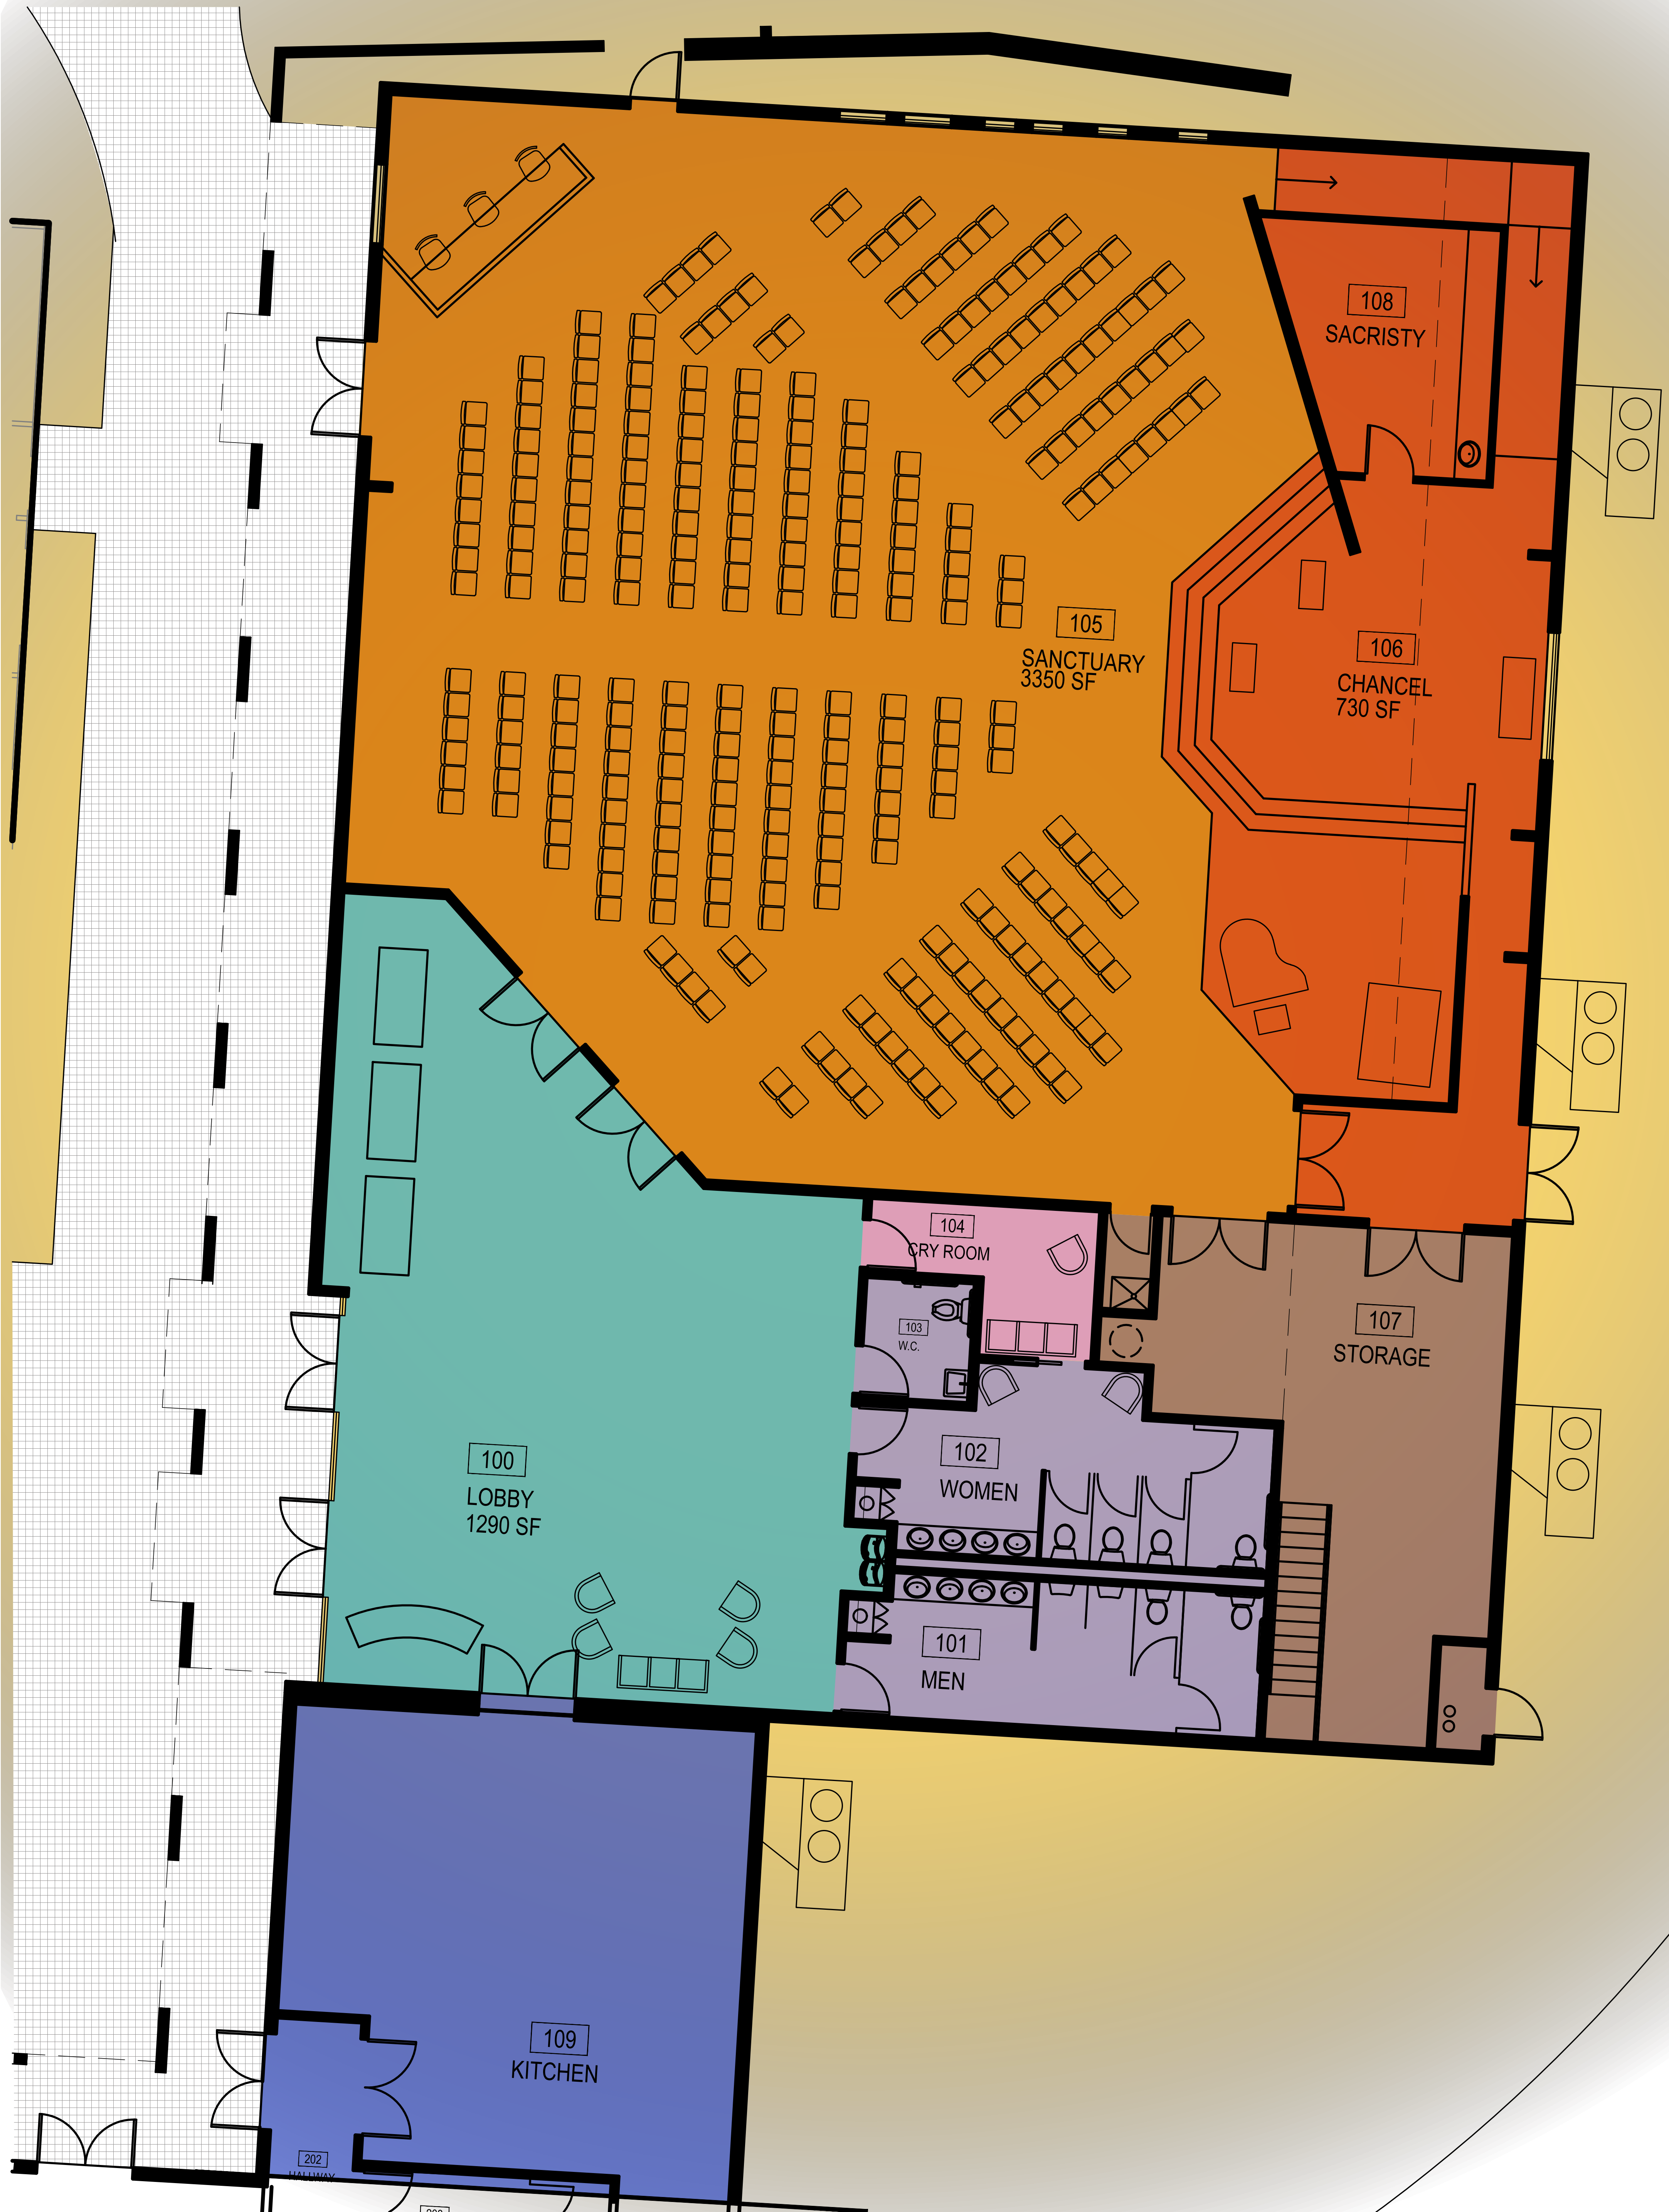 108
SACRISTY
105
SANCTUARY
3350 SF
106
CHANCEL
730 SF
104
CRY ROOM
103
W.C.
107
STORAGE
100
LOBBY
1290 SF
102
WOMEN
101
MEN
109
KITCHEN
202
HALLWAY